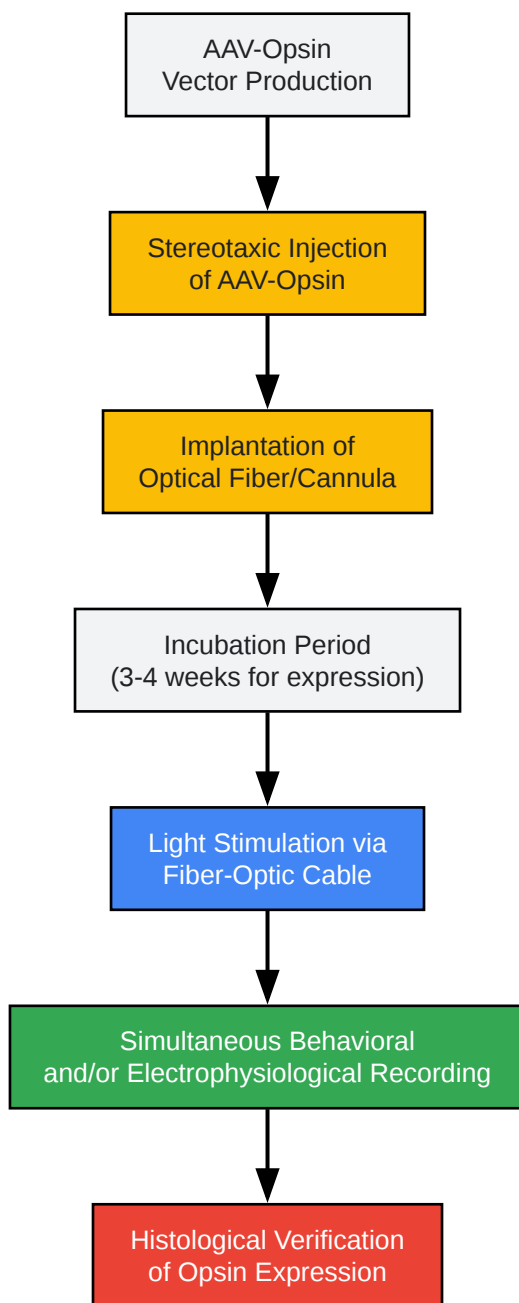 AAV-Opsin
Vector Production
Stereotaxic Injection
of AAV-Opsin
Implantation of
Optical Fiber/Cannula
Incubation Period
(3-4 weeks for expression)
Light Stimulation via
Fiber-Optic Cable
Simultaneous Behavioral
and/or Electrophysiological Recording
Histological Verification
of Opsin Expression